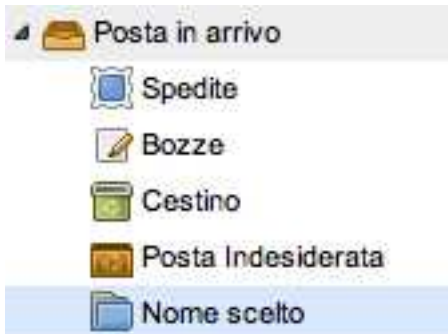 Posta in arrivo
Spedite
Bozze
Cestino
Posta Indesiderata
Nome scelto